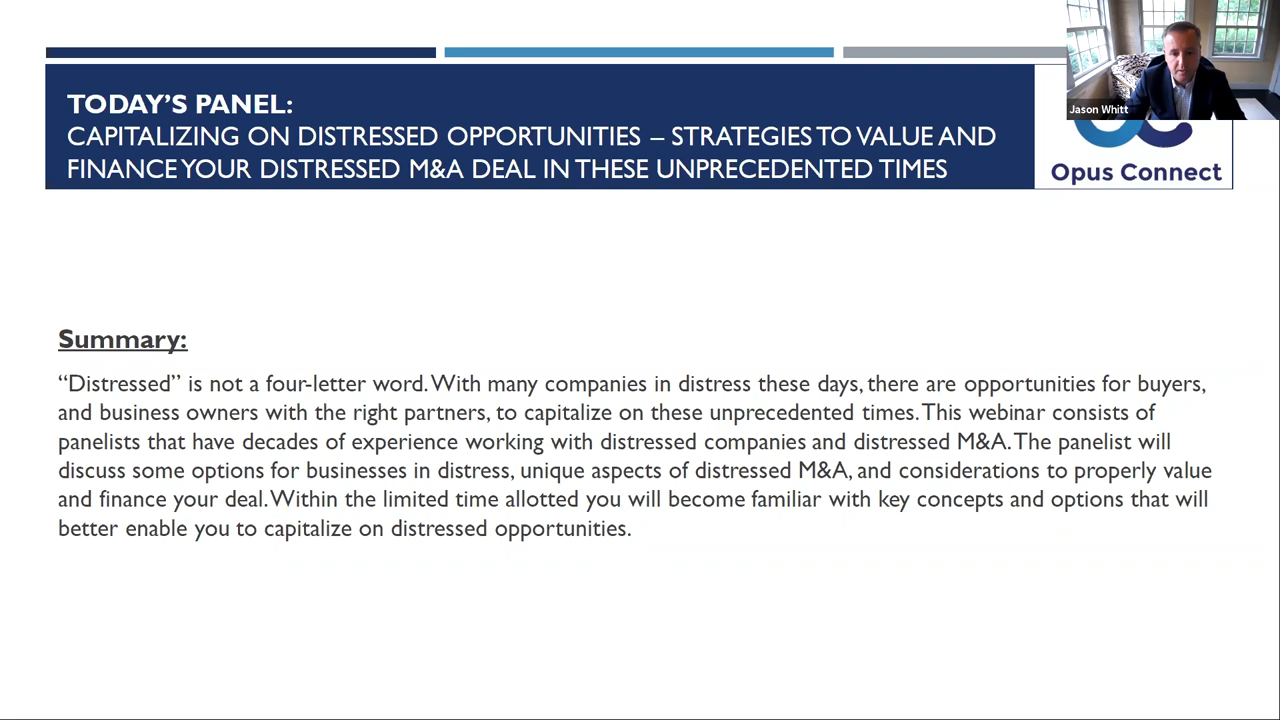 TODAY'S PANEL:
CAPITALIZING ON DISTRESSED OPPORTUNITIES – STRATEGIES TO VALUE AND
FINANCE YOUR DISTRESSED M&A DEAL IN THESE UNPRECEDENTED TIMES
Jason Whitt
Opus Connect
Summary:
“Distressed” is not a four-letter word. With many companies in distress these days, there are opportunities for buyers,
and business owners with the right partners, to capitalize on these unprecedented times. This webinar consists of
panelists that have decades of experience working with distressed companies and distressed M&A. The panelist will
discuss some options for businesses in distress, unique aspects of distressed M&A, and considerations to properly value
and finance your deal. Within the limited time allotted you will become familiar with key concepts and options that will
better enable you to capitalize on distressed opportunities.